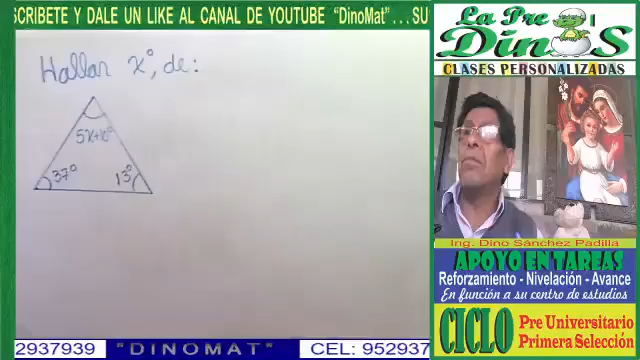 SCRIBETE Y DALE UN LIKE AL CANAL DE YOUTUBE "DinoMat"...SU
Hallar x°, de:
5x+10°
37°
13°
2937939 "DINOMAT" CEL: 952937
La Pre
DinoS
CLASES PERSONALIZADAS
Ing. Dino Sánchez Padilla
APOYO EN TAREAS
Reforzamiento - Nivelación - Avance
En función a su centro de estudios
CICLO Pre Universitario
Primera Selección